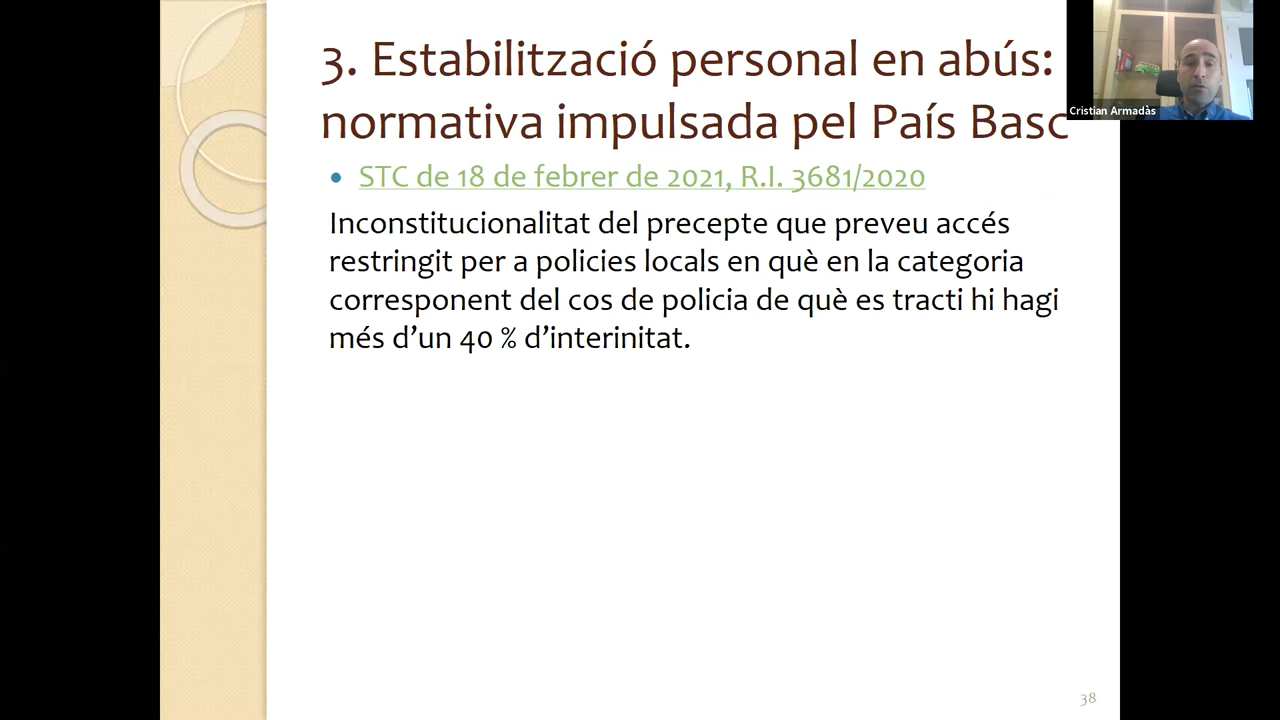 3. Estabilització personal en abús:
normativa impulsada pel País Basc
Cristian Armadàs
• STC de 18 de febrer de 2021, R.I. 3681/2020
Inconstitucionalitat del precepte que preveu accés
restringit per a policies locals en què en la categoria
corresponent del cos de policia de què es tracti hi hagi
més d’un 40 % d’interinitat.
38